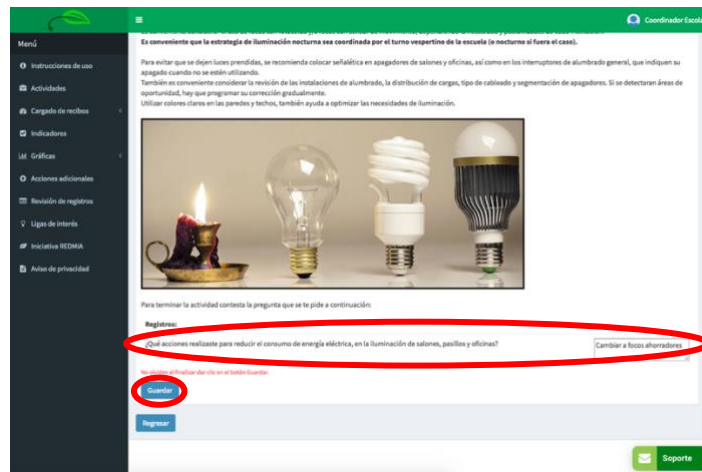 Coordinador Escola
Menú
Instrucciones de uso
Actividades
Cargado de recibos
Indicadores
Gráficas
Acciones adicionales
Revisión de registros
Ligas de interés
Iniciativa REDMIA
Aviso de privacidad
Es conveniente que la estrategia de iluminación nocturna sea coordinada por el turno vespertino de la escuela (o nocturno si fuera el caso).
Para evitar que se dejen luces prendidas, se recomienda colocar señalética en apagadores de salones y oficinas, así como en los interruptores de alumbrado general, que indiquen su
apagado cuando no se estén utilizando.
También es conveniente considerar la revisión de las instalaciones de alumbrado, la distribución de cargas, tipo de cableado y segmentación de apagadores. Si se detectaran áreas de
oportunidad, hay que programar su corrección gradualmente.
Utilizar colores claros en las paredes y techos, también ayuda a optimizar las necesidades de iluminación.
Para terminar la actividad contesta la pregunta que se te pide a continuación:
Registros:
¿Qué acciones realizaste para reducir el consumo de energía eléctrica, en la iluminación de salones, pasillos y oficinas?
Cambiar a focos ahorradores
No olvides al finalizar dar clic en el botón Guardar.
Guardar
Regresar
Soporte